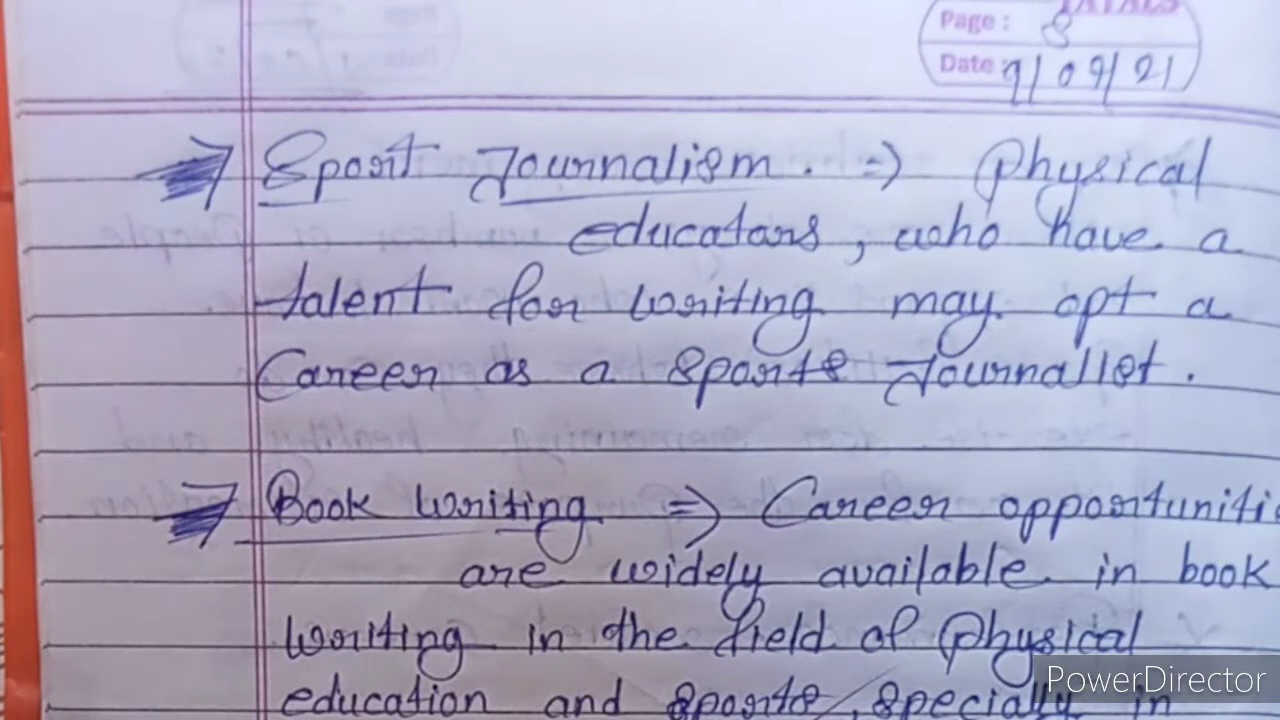 Page : 8
Date : 9/09/21
→ Sport Journalism. ⇒ Physical
educators, who have a
talent for writing may opt a
Career as a sports Journalist.
→ Book writing ⇒ Career opportunitie
are widely available in book
writing in the field of Physical
education and sports, specially in
PowerDirector